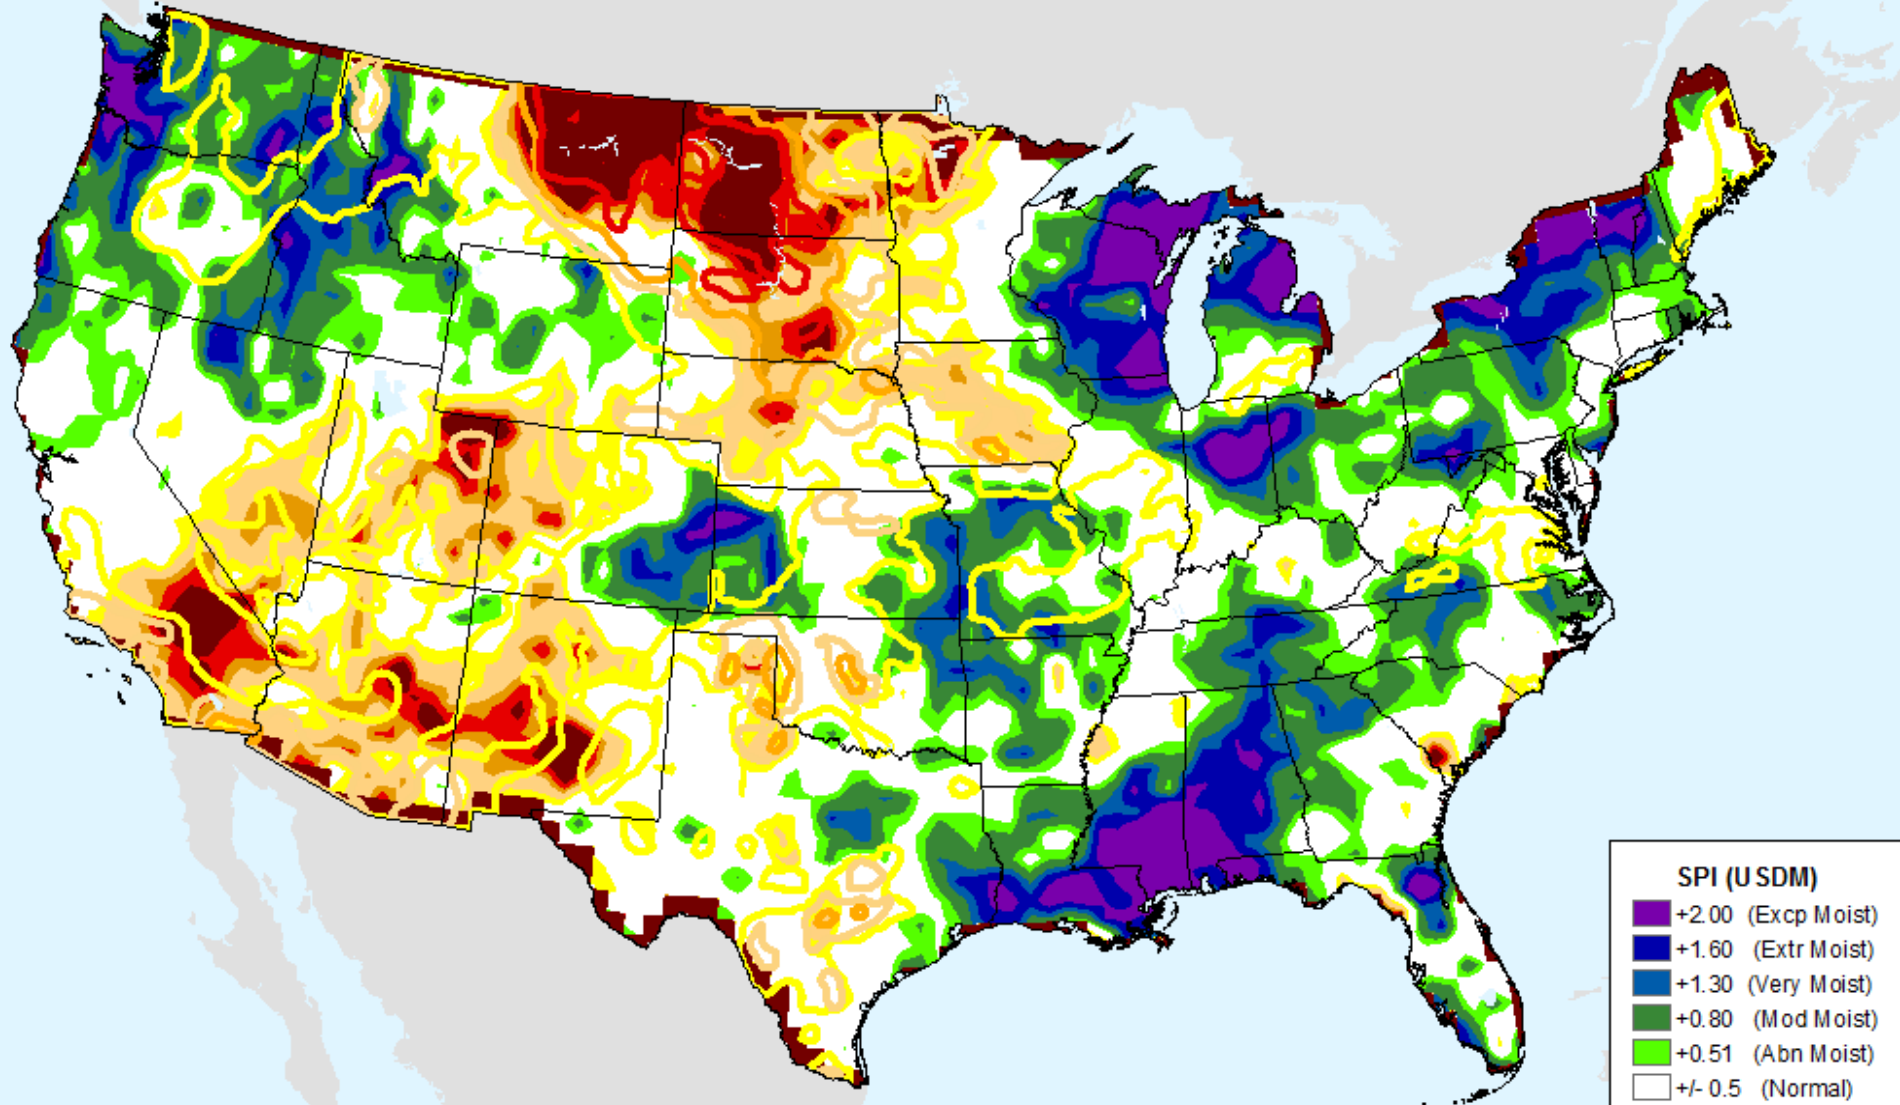 SPI (USDM)
+2.00 (Excp Moist)
+1.60 (Extr Moist)
+1.30 (Very Moist)
+0.80 (Mod Moist)
+0.51 (Abn Moist)
+/- 0.5 (Normal)